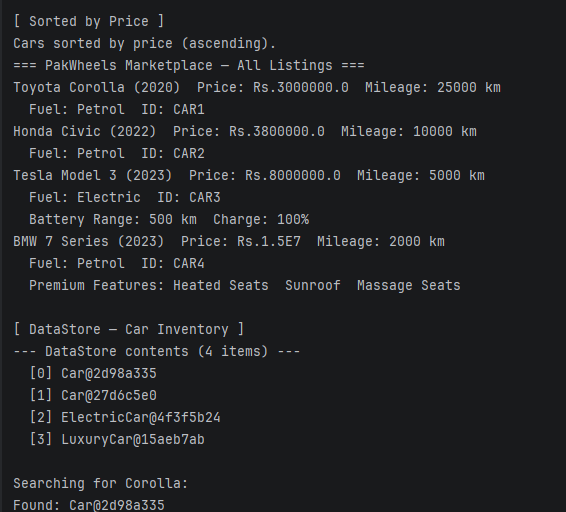 [ Sorted by Price ]
Cars sorted by price (ascending).
=== PakWheels Marketplace — All Listings ===
Toyota Corolla (2020)  Price: Rs.3000000.0  Mileage: 25000 km
  Fuel: Petrol  ID: CAR1
Honda Civic (2022)  Price: Rs.3800000.0  Mileage: 10000 km
  Fuel: Petrol  ID: CAR2
Tesla Model 3 (2023)  Price: Rs.8000000.0  Mileage: 5000 km
  Fuel: Electric  ID: CAR3
  Battery Range: 500 km  Charge: 100%
BMW 7 Series (2023)  Price: Rs.1.5E7  Mileage: 2000 km
  Fuel: Petrol  ID: CAR4
  Premium Features: Heated Seats  Sunroof  Massage Seats
[ DataStore — Car Inventory ]
--- DataStore contents (4 items) ---
  [0] Car@2d98a335
  [1] Car@27d6c5e0
  [2] ElectricCar@4f3f5b24
  [3] LuxuryCar@15aeb7ab
Searching for Corolla:
Found: Car@2d98a335